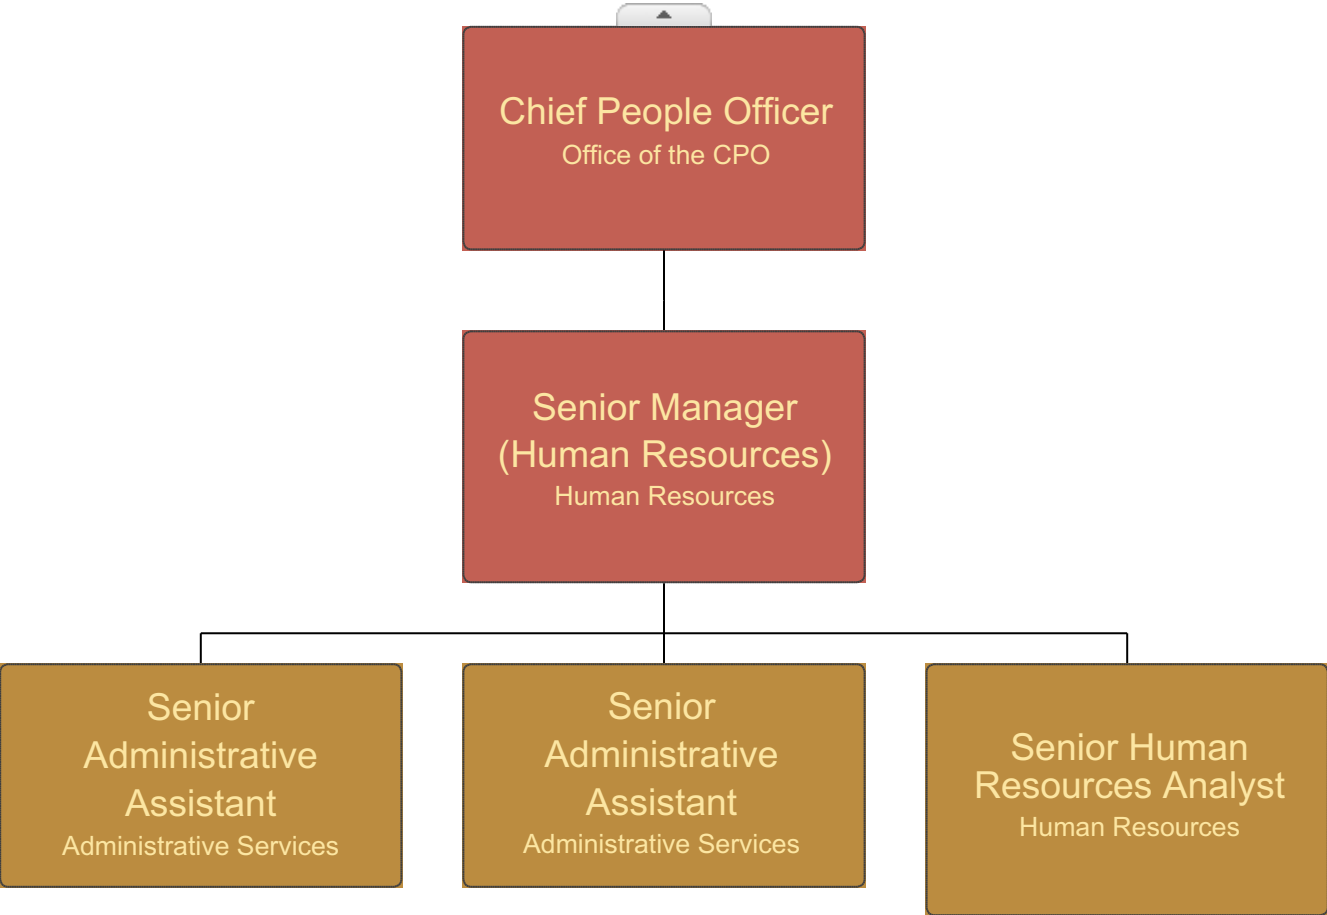 Chief People Officer
Office of the CPO
Senior Manager
(Human Resources)
Human Resources
Senior
Administrative
Assistant
Administrative Services
Senior
Administrative
Assistant
Administrative Services
Senior Human
Resources Analyst
Human Resources